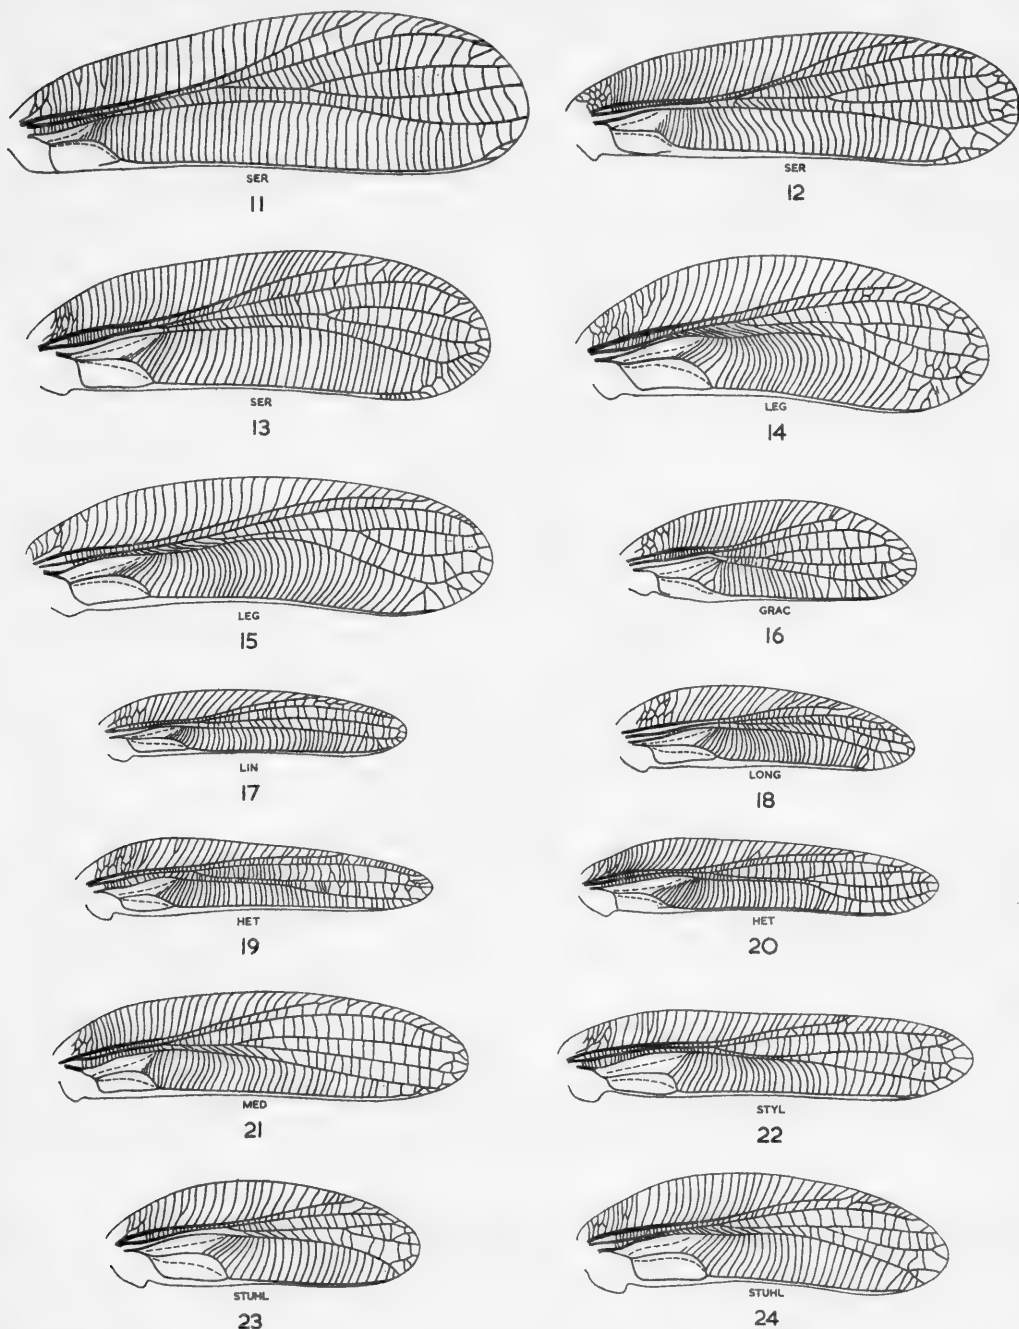 SER
11
SER
12
SER
13
LEG
14
LEG
15
GRAC
16
LIN
17
LONG
18
HET
19
HET
20
MED
21
STYL
22
STUHL
23
STUHL
24